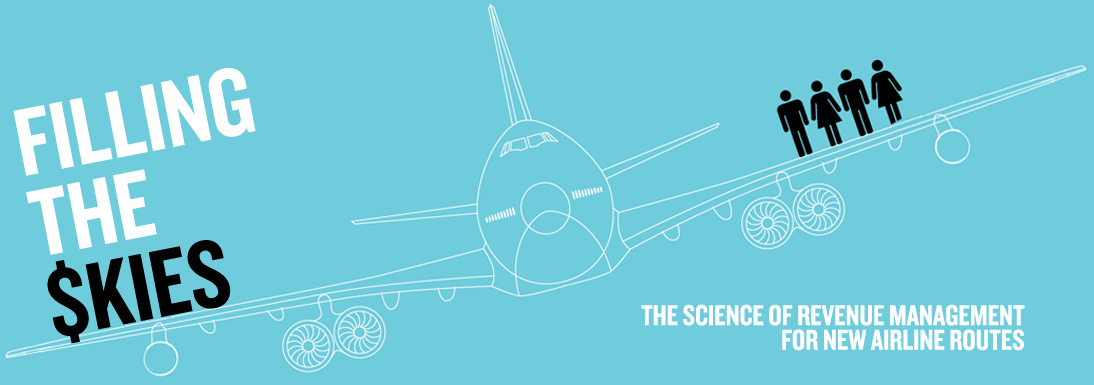 FILLING
THE
$KIES
THE SCIENCE OF REVENUE MANAGEMENT
FOR NEW AIRLINE ROUTES